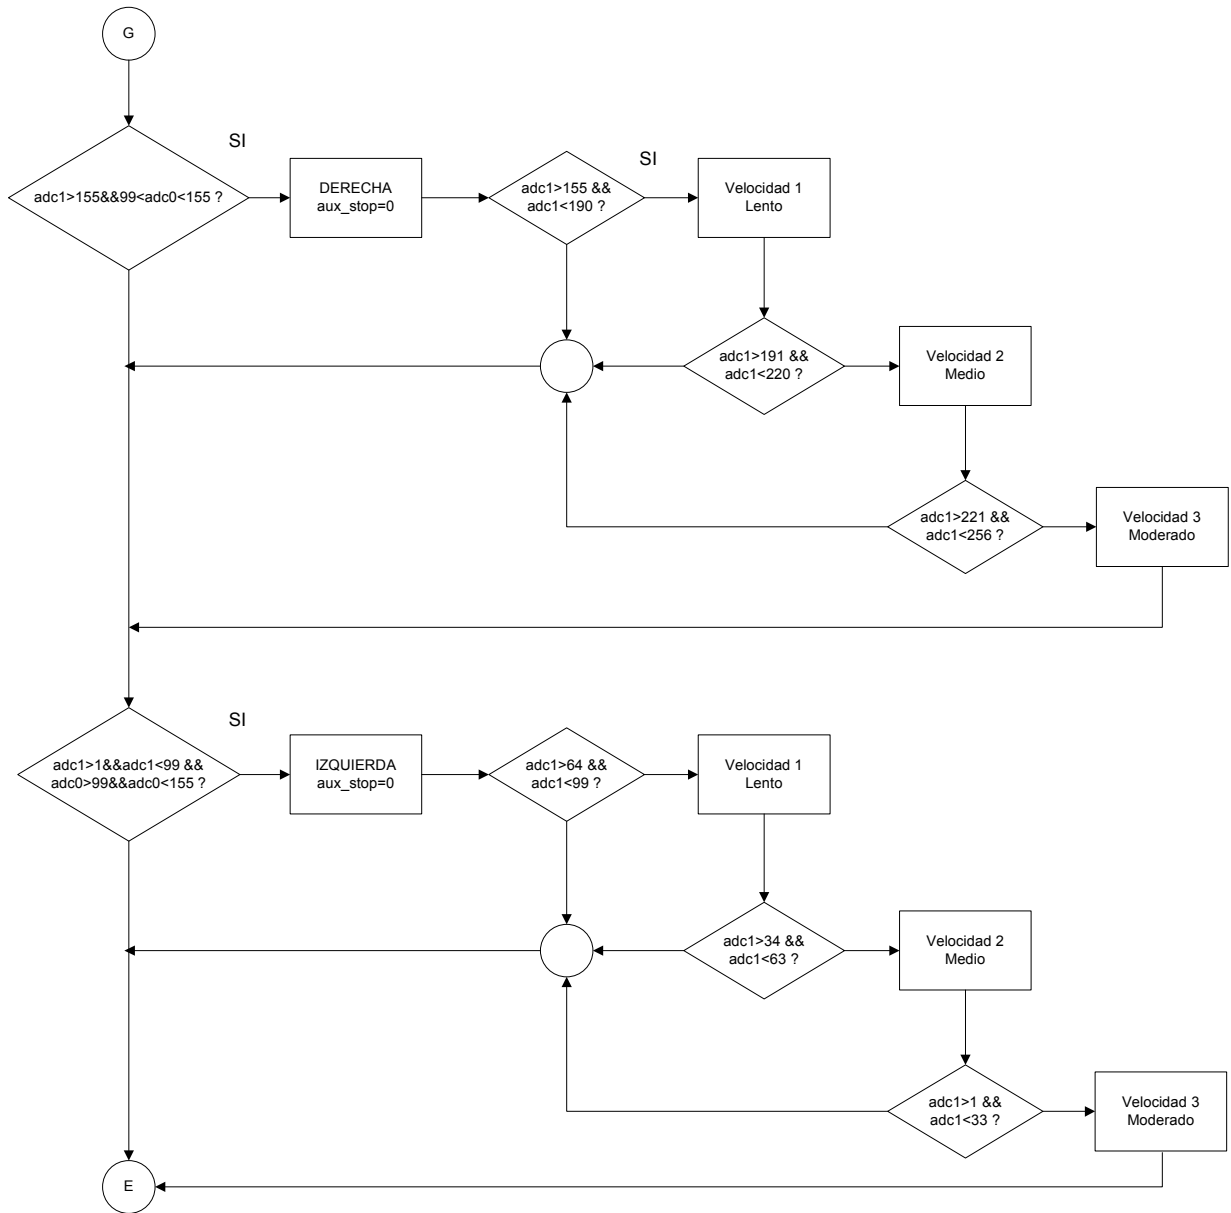 G
SI
adc1>155&&99<adc0<155 ?
DERECHA
aux_stop=0
adc1>155 &&
adc1<190 ?
SI
Velocidad 1
Lento
adc1>191 &&
adc1<220 ?
Velocidad 2
Medio
adc1>221 &&
adc1<256 ?
Velocidad 3
Moderado
SI
adc1>1&&adc1<99 &&
adc0>99&&adc0<155 ?
IZQUIERDA
aux_stop=0
adc1>64 &&
adc1<99 ?
Velocidad 1
Lento
adc1>34 &&
adc1<63 ?
Velocidad 2
Medio
adc1>1 &&
adc1<33 ?
Velocidad 3
Moderado
E